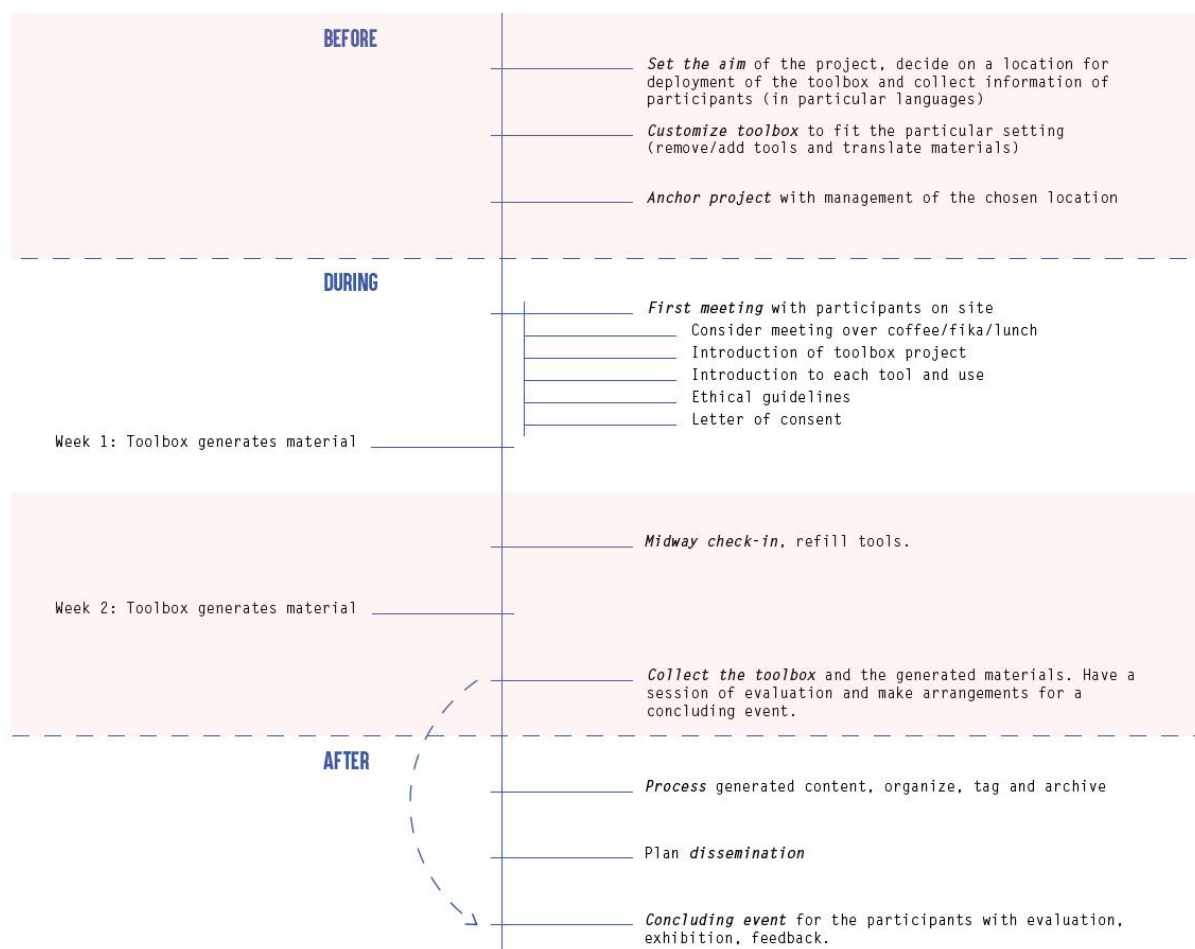 BEFORE
Set the aim of the project, decide on a location for
deployment of the toolbox and collect information of
participants (in particular languages)
Customize toolbox to fit the particular setting
(remove/add tools and translate materials)
Anchor project with management of the chosen location
DURING
First meeting with participants on site
Consider meeting over coffee/fika/lunch
Introduction of toolbox project
Introduction to each tool and use
Ethical guidelines
Letter of consent
Week 1: Toolbox generates material
Midway check-in, refill tools.
Week 2: Toolbox generates material
Collect the toolbox and the generated materials. Have a
session of evaluation and make arrangements for a
concluding event.
AFTER
Process generated content, organize, tag and archive
Plan dissemination
Concluding event for the participants with evaluation,
exhibition, feedback.